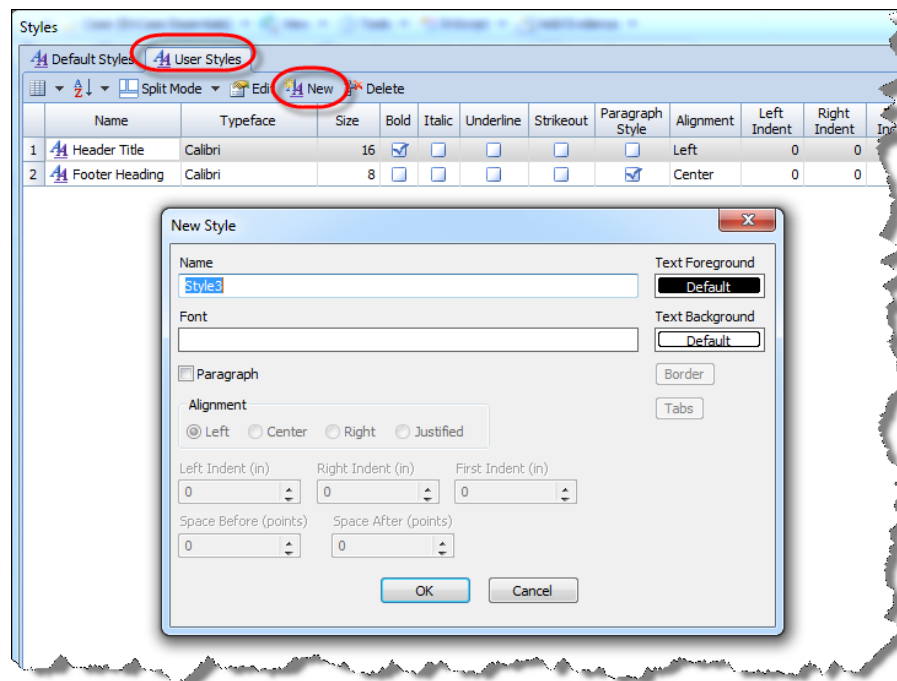 Styles
Default Styles User Styles
Split Mode Edit New Delete
Name Typeface Size Bold Italic Underline Strikeout Paragraph Style Alignment Left Indent Right Indent
1 Header Title Calibri 16 Left 0 0
2 Footer Heading Calibri 8 Center 0 0
New Style
Name Text Foreground
Style3 Default
Font Text Background
Default
Paragraph Border
Alignment Tabs
Left Center Right Justified
Left Indent (in) Right Indent (in) First Indent (in)
0 0 0
Space Before (points) Space After (points)
0 0
OK Cancel